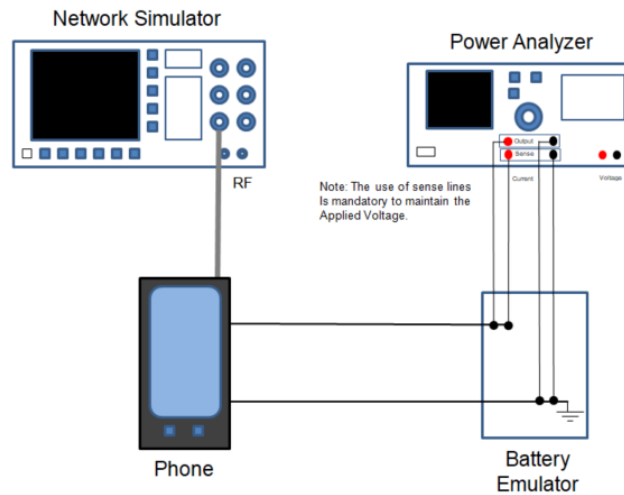 Network Simulator
Power Analyzer
Output
Sense
RF
Current
Voltage
Note: The use of sense lines
Is mandatory to maintain the
Applied Voltage.
Phone
Battery
Emulator